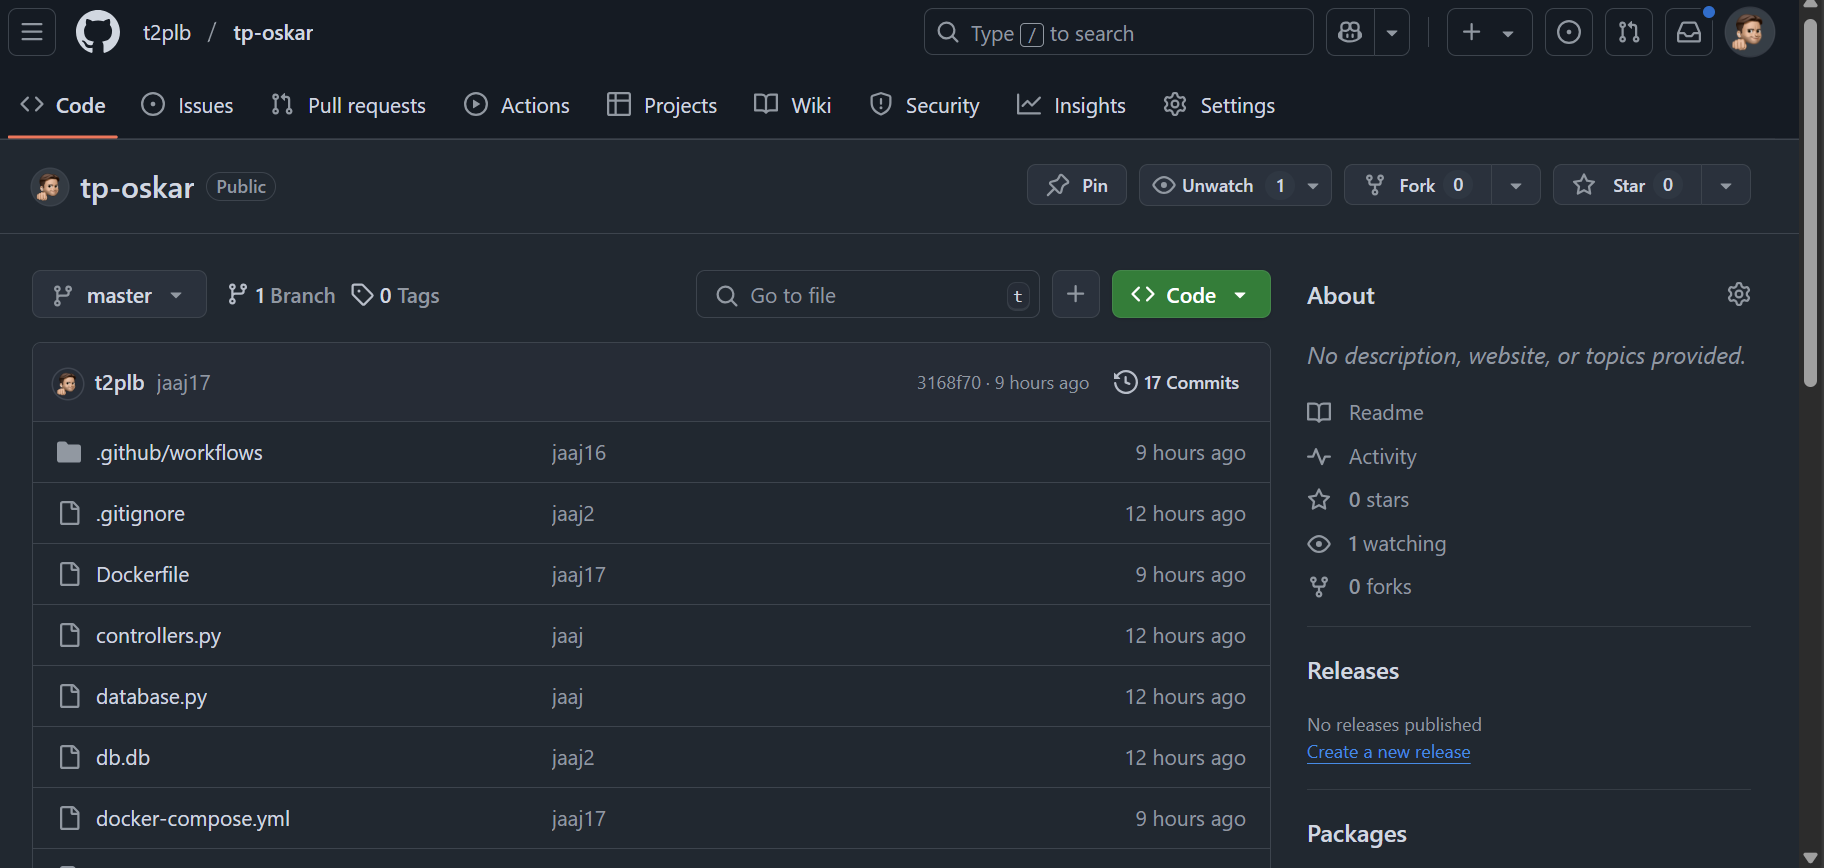 t2plb / tp-oskar
Type / to search
Code Issues Pull requests Actions Projects Wiki Security Insights Settings
tp-oskar Public
Pin Unwatch 1 Fork 0 Star 0
master 1 Branch 0 Tags Go to file t + Code
t2plb jaaj17 3168f70 · 9 hours ago 17 Commits
.github/workflows jaaj16 9 hours ago
.gitignore jaaj2 12 hours ago
Dockerfile jaaj17 9 hours ago
controllers.py jaaj 12 hours ago
database.py jaaj 12 hours ago
db.db jaaj2 12 hours ago
docker-compose.yml jaaj17 9 hours ago
About
No description, website, or topics provided.
Readme
Activity
0 stars
1 watching
0 forks
Releases
No releases published
Create a new release
Packages